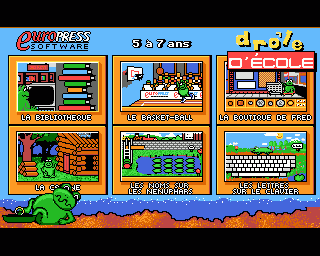 europress
SOFTWARE
5 à 7 ans
drôle
D'ÉCOLE
LA BIBLIOTHEQUE
LE BASKET-BALL
LA BOUTIQUE DE FRED
LES NOMS SUR
LES NENUPHARS
LES LETTRES
SUR LE CLAVIER